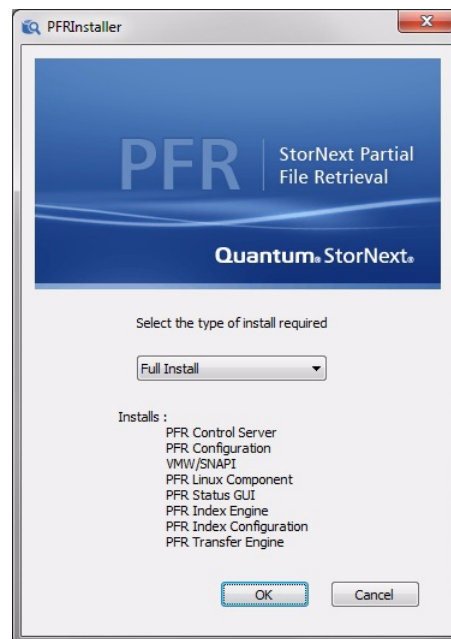 PFRInstaller
PFR
StorNext Partial
File Retrieval
Quantum® StorNext®
Select the type of install required
Full Install
Installs :
PFR Control Server
PFR Configuration
VMW/SNAPI
PFR Linux Component
PFR Status GUI
PFR Index Engine
PFR Index Configuration
PFR Transfer Engine
OK
Cancel